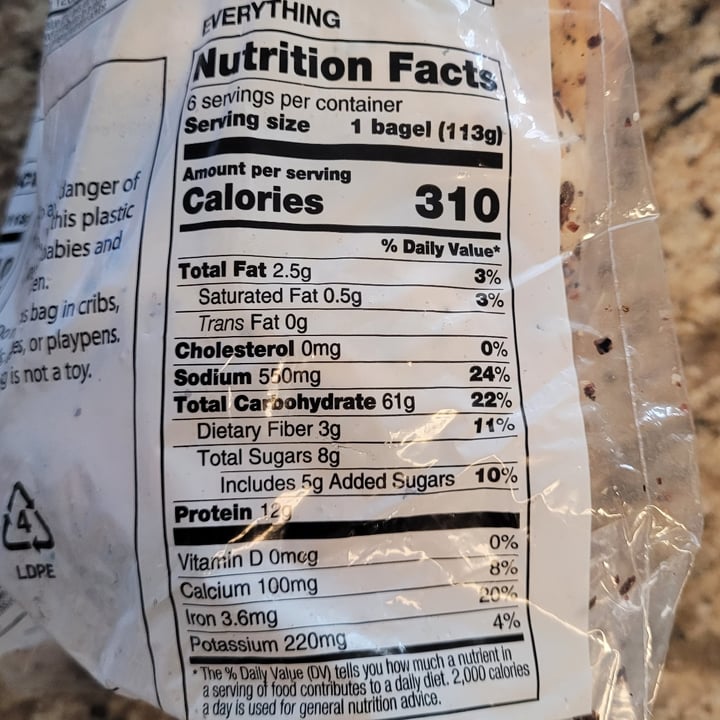 EVERYTHING
Nutrition Facts
6 servings per container
Serving size 1 bagel (113g)
Amount per serving
Calories 310
% Daily Value*
Total Fat 2.5g 3%
Saturated Fat 0.5g 3%
Trans Fat 0g
Cholesterol 0mg 0%
Sodium 550mg 24%
Total Carbohydrate 61g 22%
Dietary Fiber 3g 11%
Total Sugars 8g
Includes 5g Added Sugars 10%
Protein 12g
Vitamin D 0mcg 0%
Calcium 100mg 8%
Iron 3.6mg 20%
Potassium 220mg 4%
* The % Daily Value (DV) tells you how much a nutrient in
a serving of food contributes to a daily diet. 2,000 calories
a day is used for general nutrition advice.
danger of
this plastic
babies and
bag in cribs,
or playpens.
is not a toy.
4
LDPE